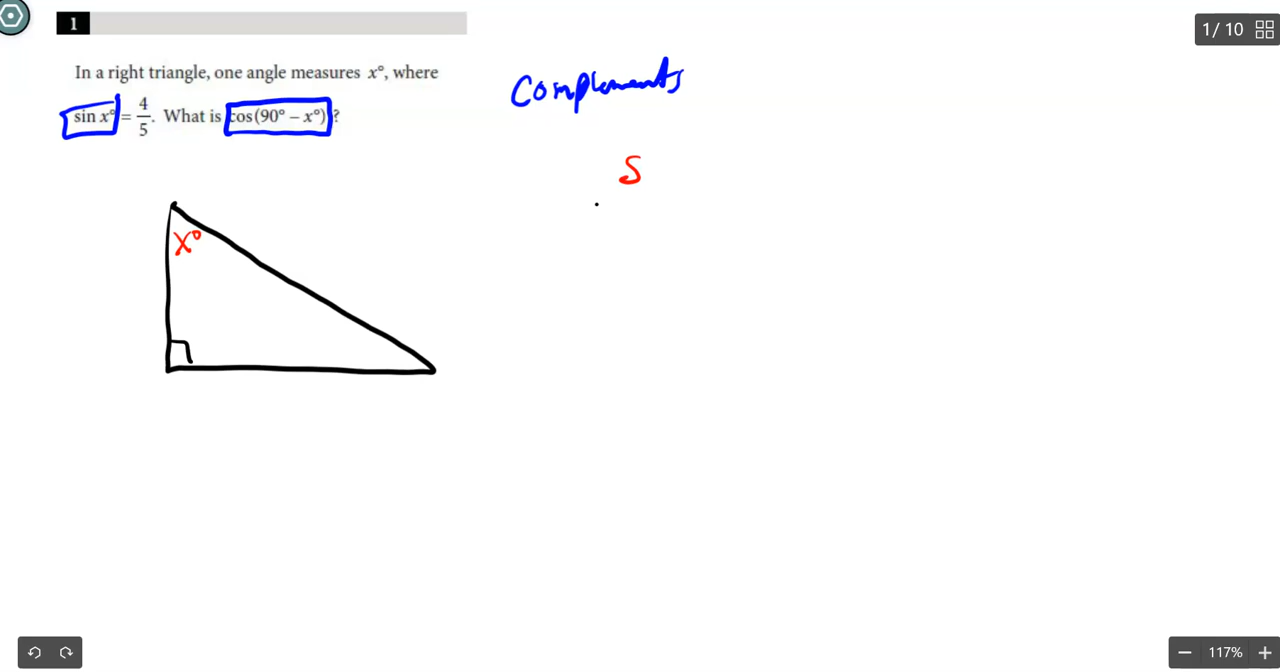 1
1 / 10
In a right triangle, one angle measures x°, where
sin x° = 4/5. What is cos(90° – x°)?
Complements
S
x°
117%